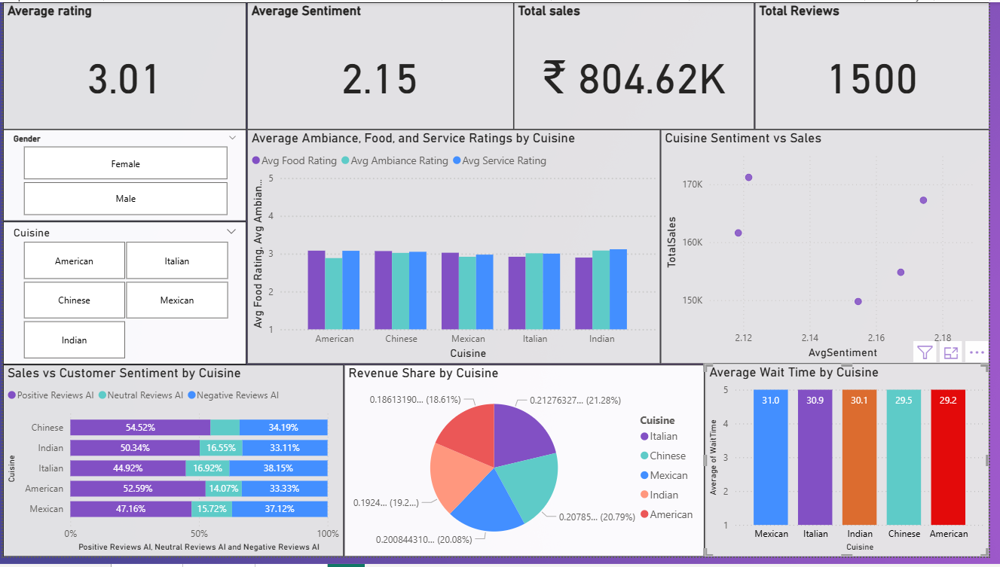 Average rating
3.01
Average Sentiment
2.15
Total sales
₹ 804.62K
Total Reviews
1500
Gender
Female
Male
Cuisine
American
Italian
Chinese
Mexican
Indian
Average Ambiance, Food, and Service Ratings by Cuisine
Avg Food Rating Avg Ambiance Rating Avg Service Rating
Avg Food Rating, Avg Ambian...
5
4
3
2
1
American Chinese Mexican Italian Indian
Cuisine
Cuisine Sentiment vs Sales
TotalSales
170K
160K
150K
2.12 2.14 2.16 2.18
AvgSentiment
Sales vs Customer Sentiment by Cuisine
Positive Reviews AI Neutral Reviews AI Negative Reviews AI
Cuisine
Chinese 54.52% 34.19%
Indian 50.34% 16.55% 33.11%
Italian 44.92% 16.92% 38.15%
American 52.59% 14.07% 33.33%
Mexican 47.16% 15.72% 37.12%
0% 50% 100%
Positive Reviews AI, Neutral Reviews AI and Negative Reviews AI
Revenue Share by Cuisine
0.18613190... (18.61%)
0.21276327... (21.28%)
0.1924... (19.2...)
0.20785... (20.79%)
0.200844310... (20.08%)
Cuisine
Italian
Chinese
Mexican
Indian
American
Average Wait Time by Cuisine
Average of WaitTime
5
4
3
2
1
31.0 30.9 30.1 29.5 29.2
Mexican Italian Indian Chinese American
Cuisine